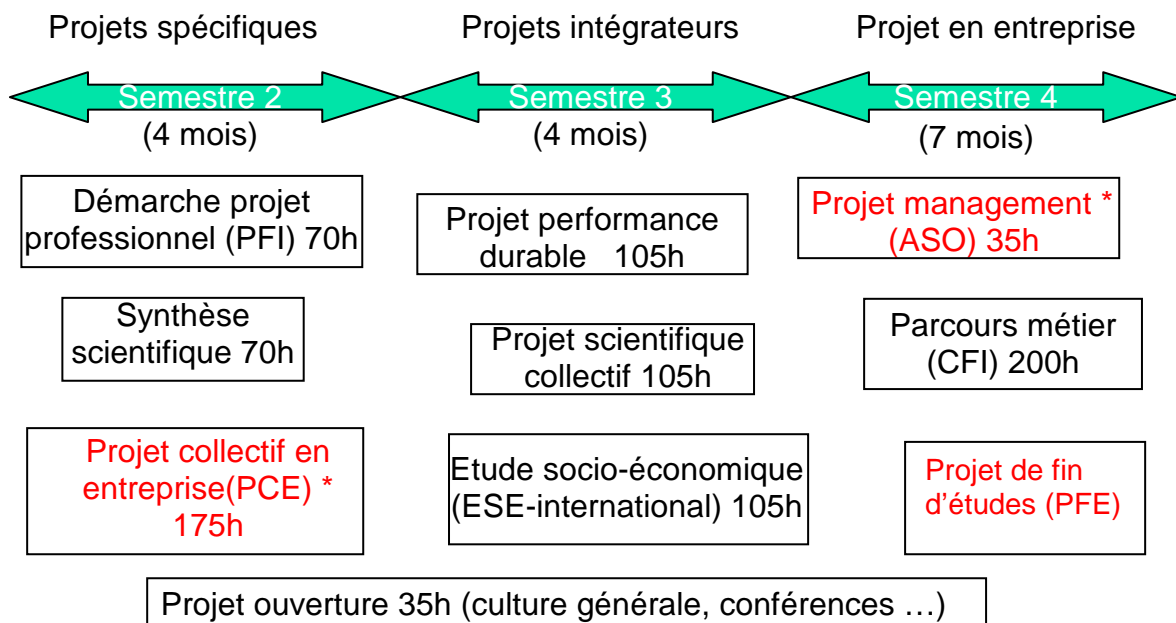 Projets spécifiques
Projets intégrateurs
Projet en entreprise
Semestre 2
Semestre 3
Semestre 4
(4 mois)
(4 mois)
(7 mois)
Démarche projet
professionnel (PFI) 70h
Projet performance
durable 105h
Projet management *
(ASO) 35h
Synthèse
scientifique 70h
Projet scientifique
collectif 105h
Parcours métier
(CFI) 200h
Projet collectif en
entreprise(PCE) *
175h
Etude socio-économique
(ESE-international) 105h
Projet de fin
d’études (PFE)
Projet ouverture 35h (culture générale, conférences …)